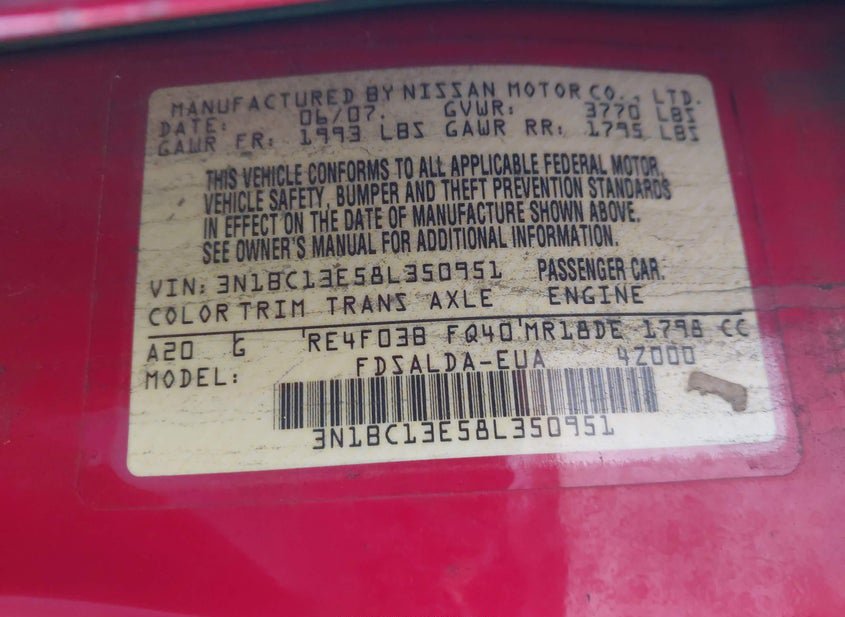 MANUFACTURED BY NISSAN MOTOR CO., LTD.
DATE: 06/07. GVWR: 3770 LBS
GAWR FR: 1993 LBS GAWR RR: 1795 LBS
THIS VEHICLE CONFORMS TO ALL APPLICABLE FEDERAL MOTOR,
VEHICLE SAFETY, BUMPER AND THEFT PREVENTION STANDARDS
IN EFFECT ON THE DATE OF MANUFACTURE SHOWN ABOVE.
SEE OWNER'S MANUAL FOR ADDITIONAL INFORMATION.
VIN: 3N1BC13E58L350951 PASSENGER CAR.
COLOR TRIM TRANS AXLE ENGINE
A20 G RE4F03B FQ40 MR18DE 1798 CC
MODEL: FDSALDA-EUA 4Z000
3N1BC13E58L350951